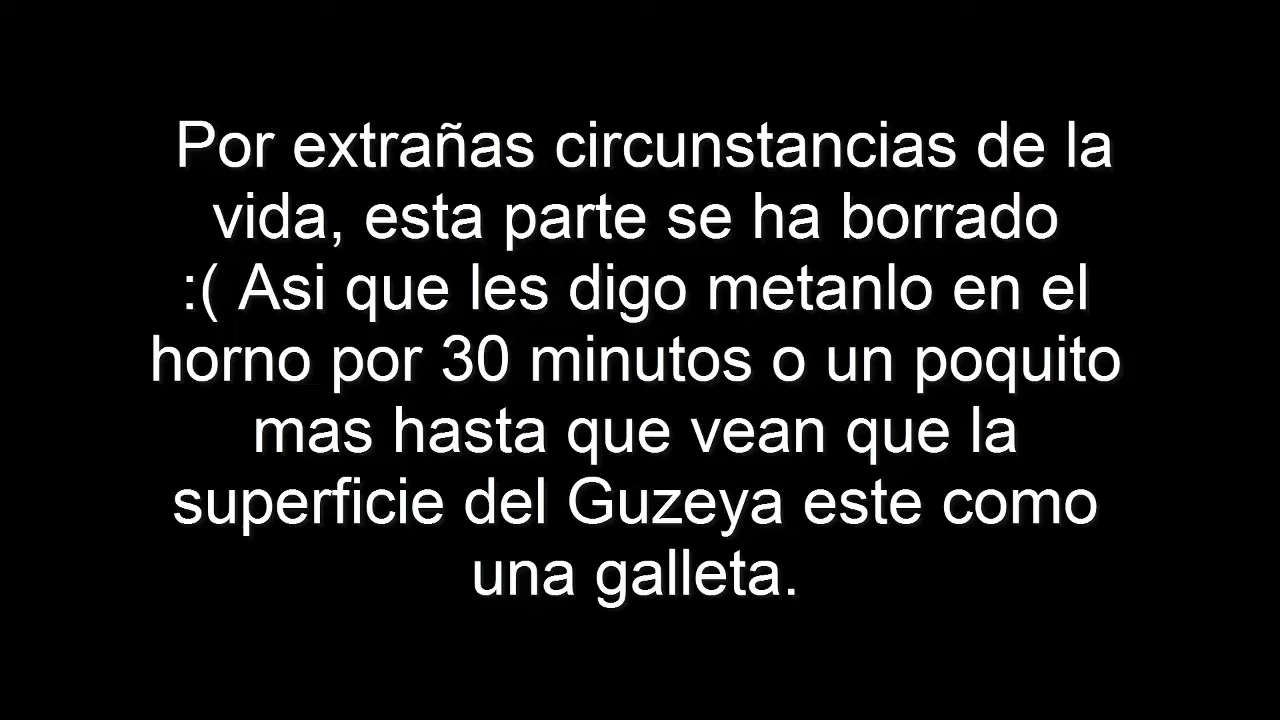 Por extrañas circunstancias de la
vida, esta parte se ha borrado
:( Asi que les digo metanlo en el
horno por 30 minutos o un poquito
mas hasta que vean que la
superficie del Guzeya este como
una galleta.